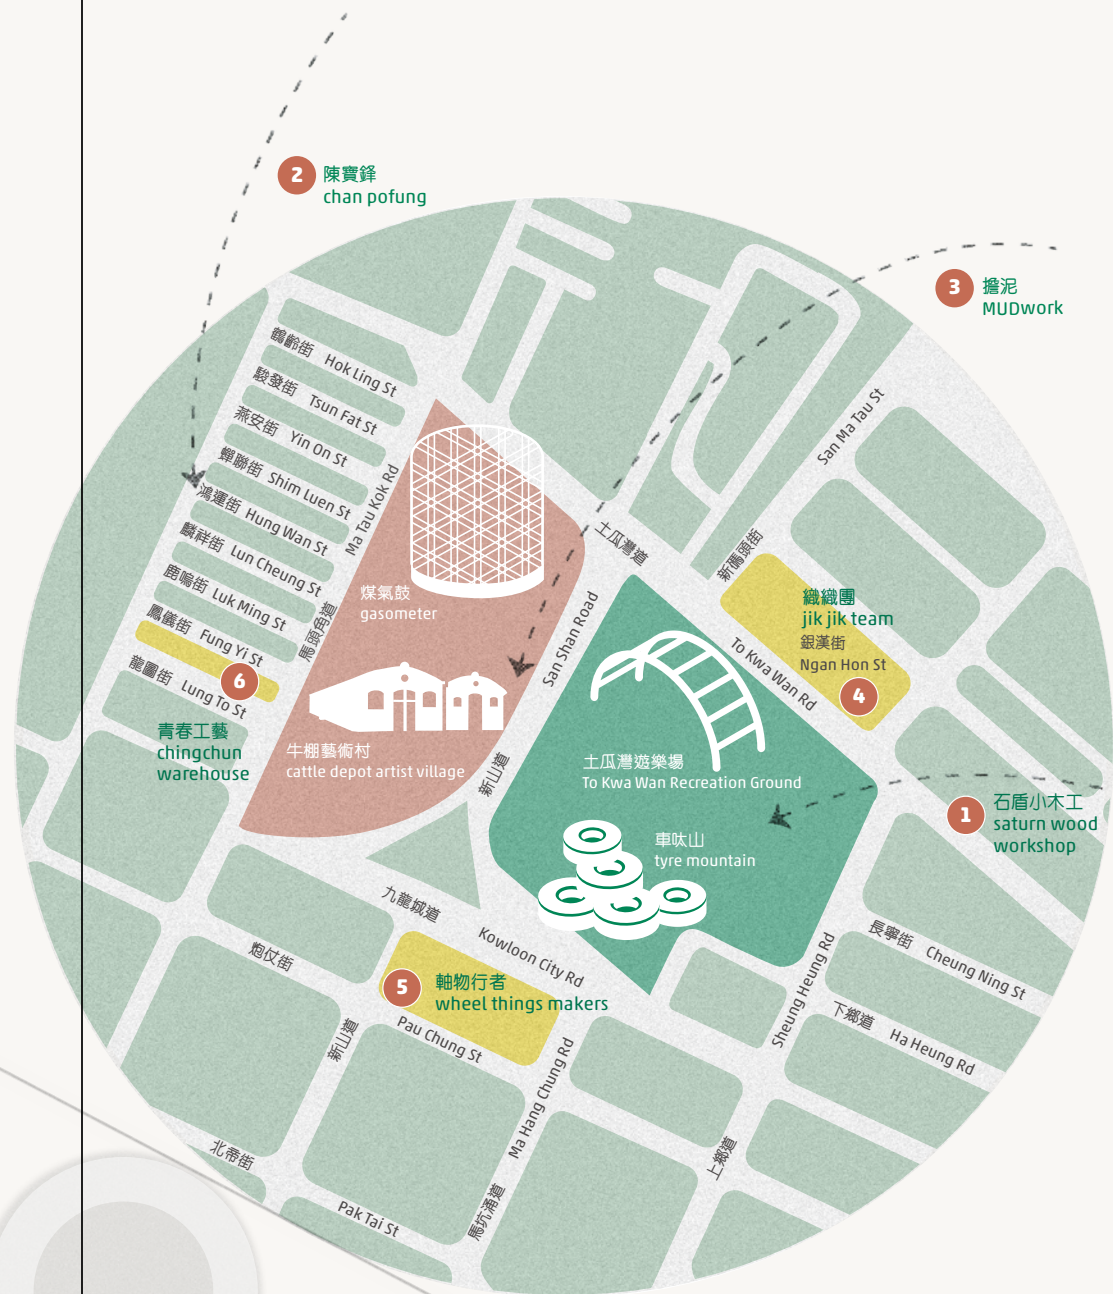 2
陳寶鋒
chan pofung
3
擔泥
MUDwork
鶴齡街 Hok Ling St
駿發街 Tsun Fat St
燕安街 Yin On St
蟬聯街 Shim Luen St
鴻運街 Hung Wan St
麟祥街 Lun Cheung St
鹿鳴街 Luk Ming St
鳳儀街 Fung Yi St
龍圖街 Lung To St
6
青春工藝
chingchun
warehouse
Ma Tau Kok Rd
馬頭角道
煤氣鼓
gasometer
牛棚藝術村
cattle depot artist village
土瓜灣道
To Kwa Wan Rd
San Ma Tau St
新碼頭街
San Shan Road
新山道
織織團
jik jik team
銀漢街
Ngan Hon St
4
土瓜灣遊樂場
To Kwa Wan Recreation Ground
車呔山
tyre mountain
1
石盾小木工
saturn wood
workshop
九龍城道
Kowloon City Rd
炮仗街
Pau Chung St
5
軸物行者
wheel things makers
長寧街 Cheung Ning St
下鄉道 Ha Heung Rd
Sheung Heung Rd
上鄉道
新山道
Ma Hang Chung Rd
馬坑涌道
北帝街
Pak Tai St